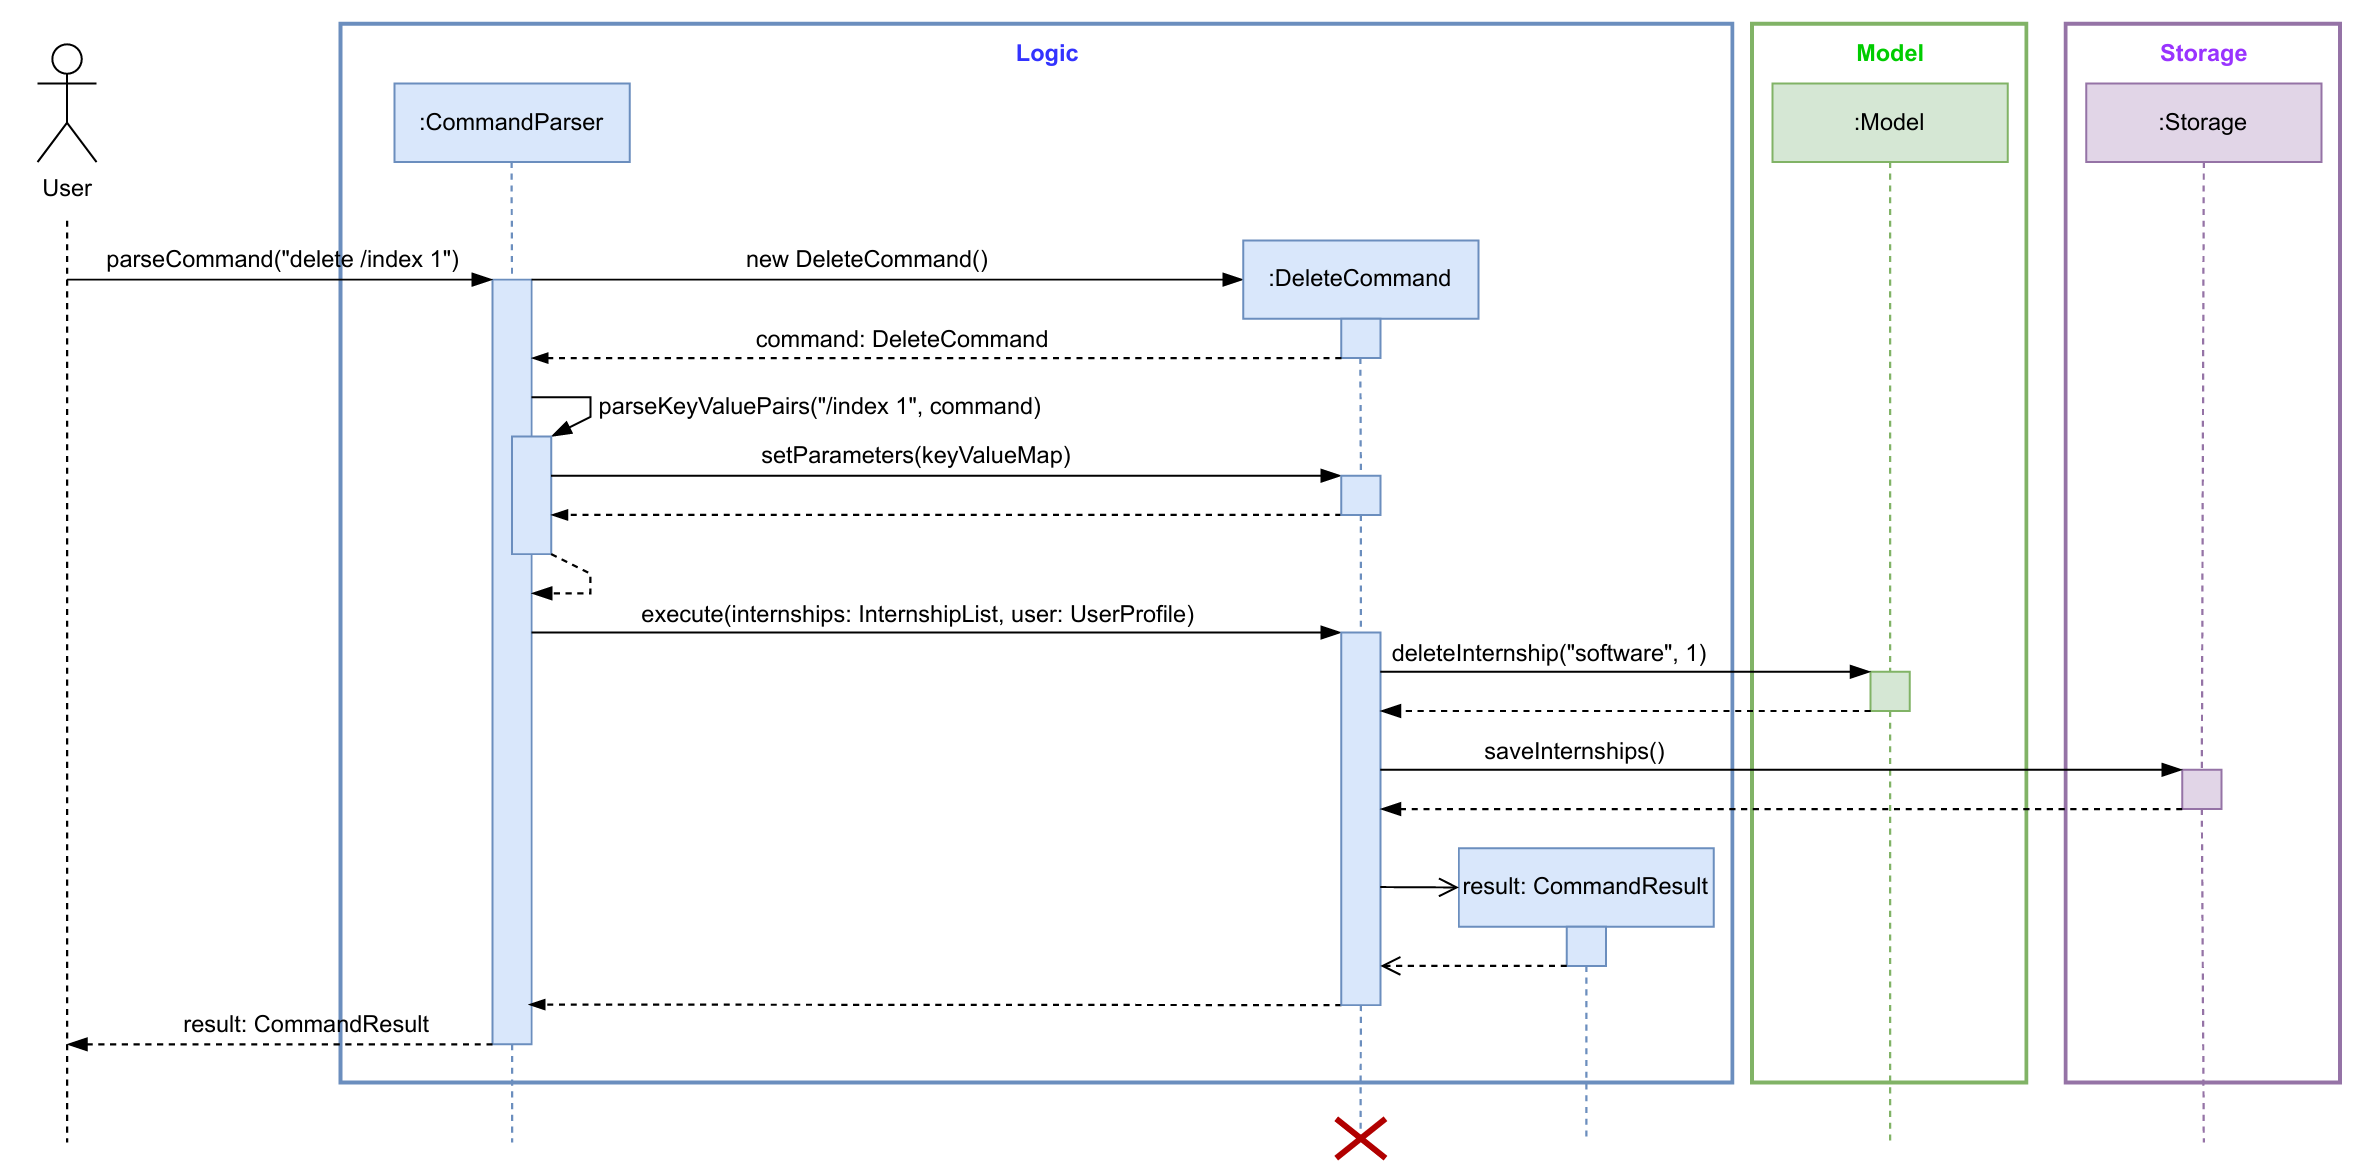 Logic
Model
Storage
:CommandParser
:Model
:Storage
User
parseCommand("delete /index 1")
new DeleteCommand()
:DeleteCommand
command: DeleteCommand
parseKeyValuePairs("/index 1", command)
setParameters(keyValueMap)
execute(internships: InternshipList, user: UserProfile)
deleteInternship("software", 1)
saveInternships()
result: CommandResult
result: CommandResult